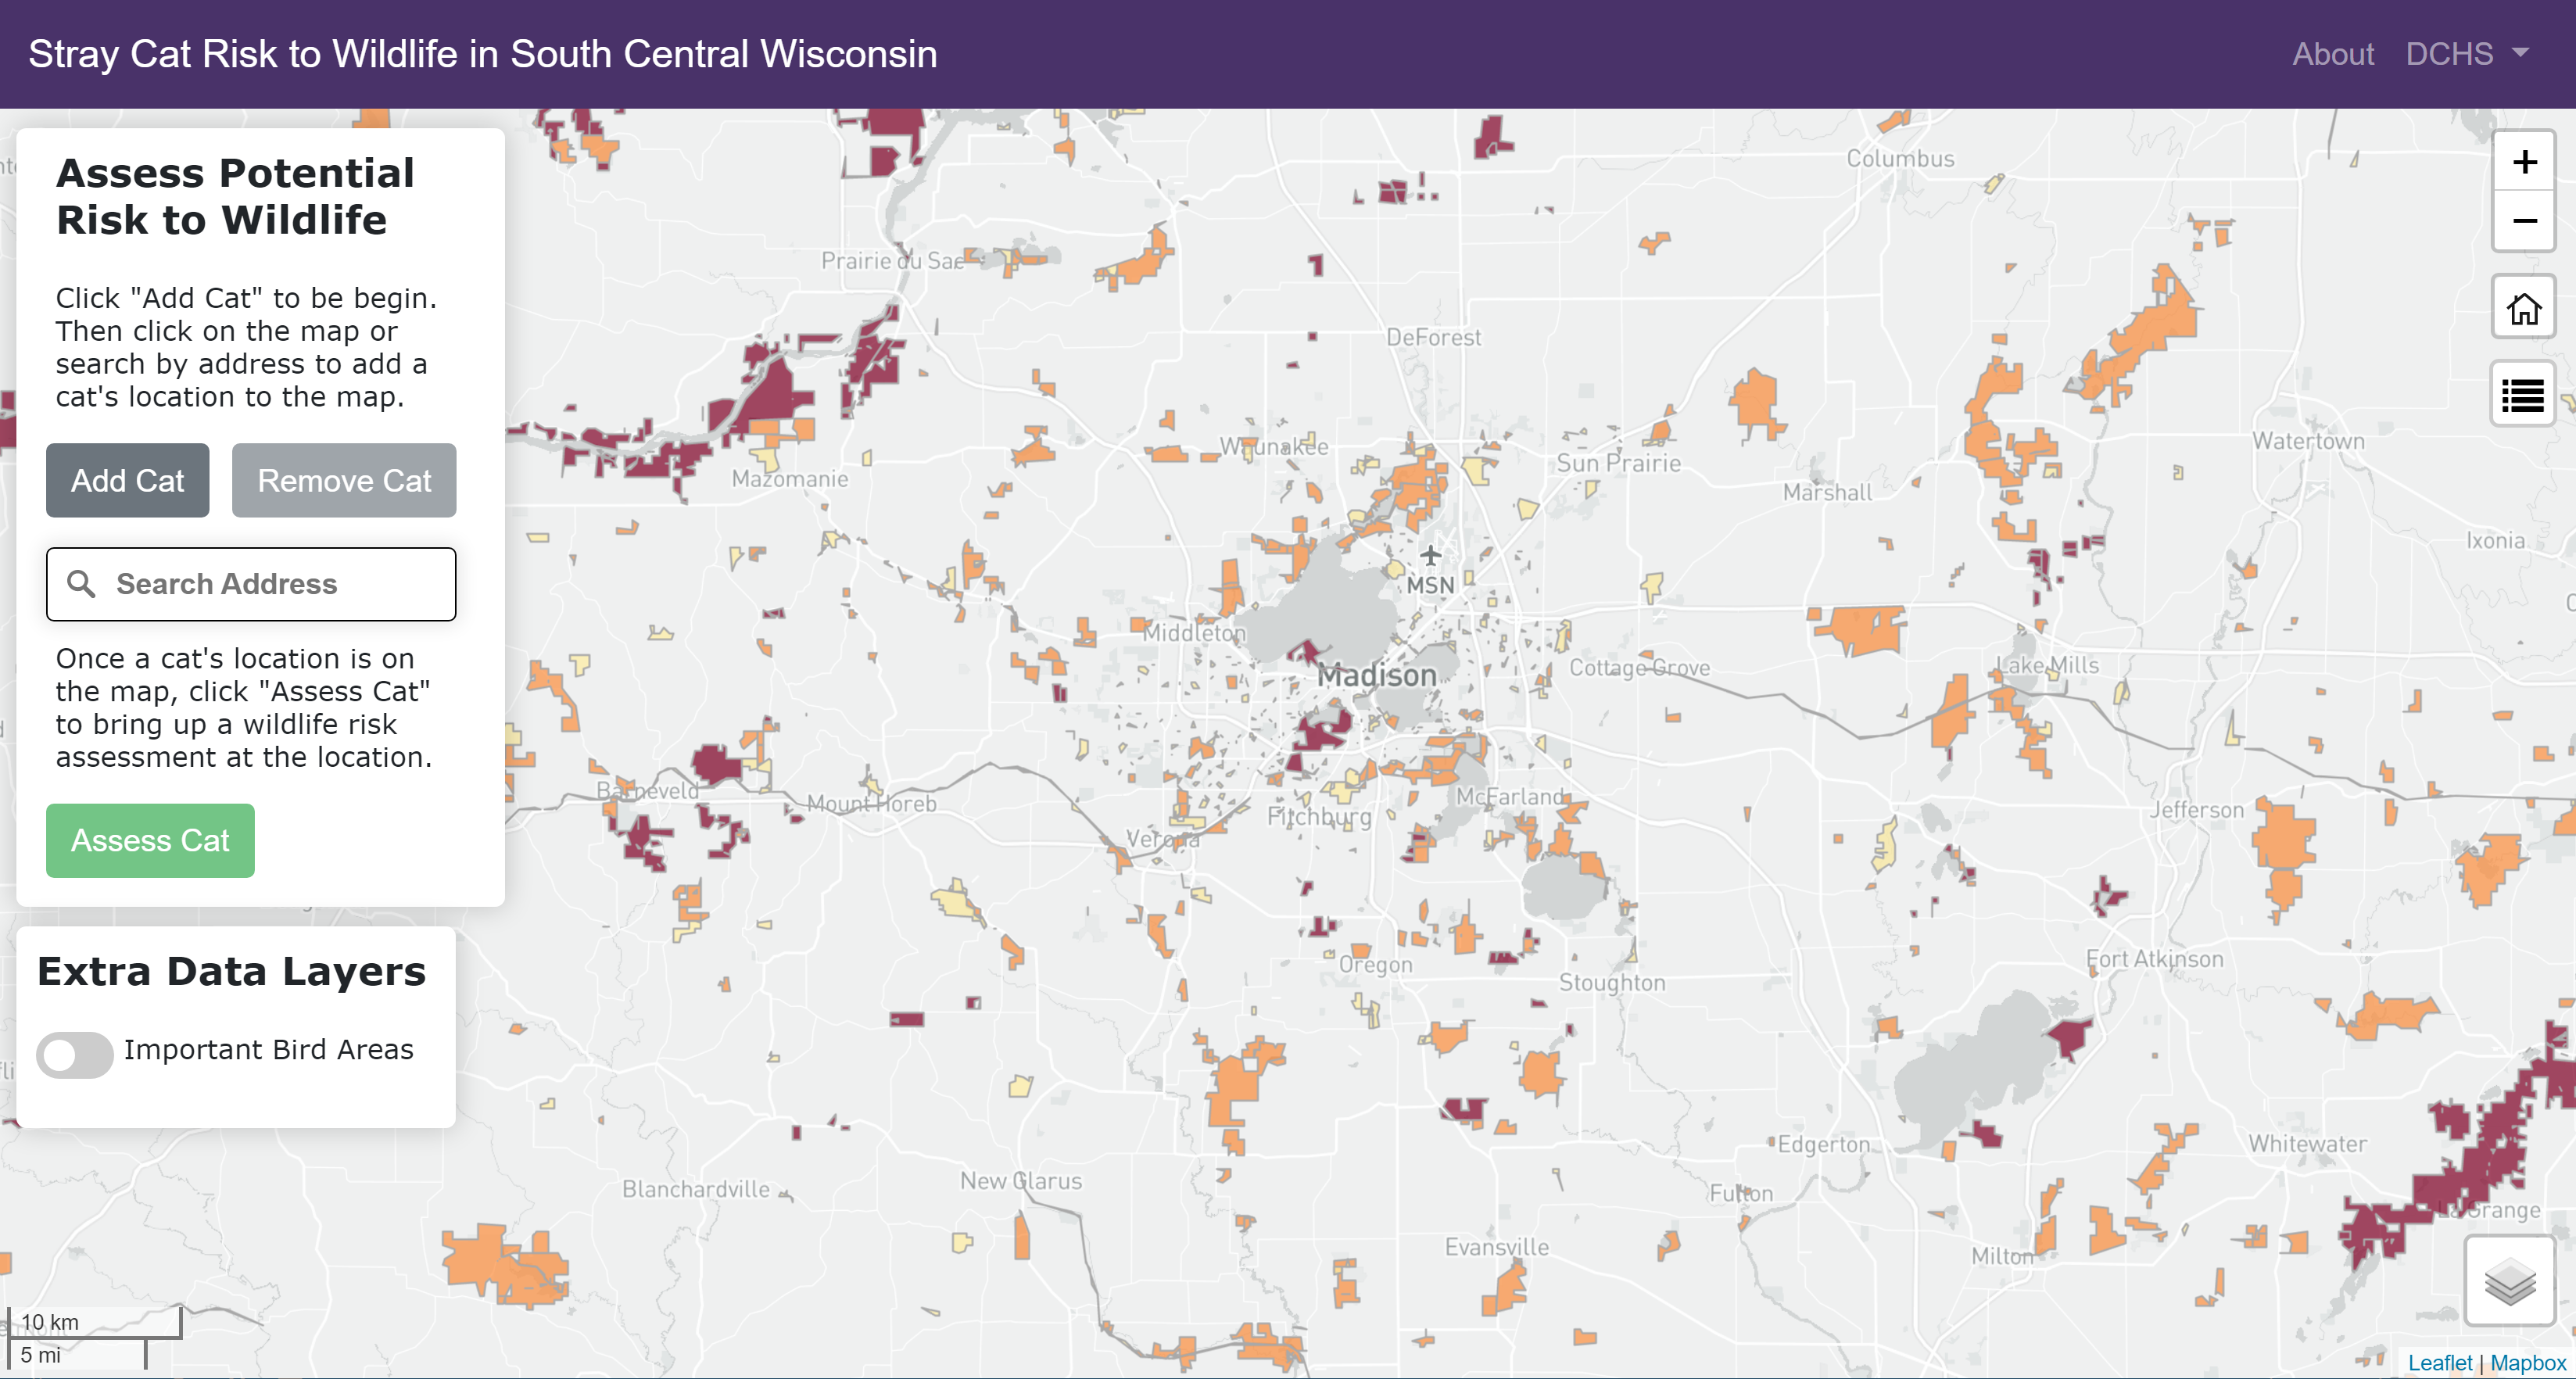 Stray Cat Risk to Wildlife in South Central Wisconsin
About DCHS
Assess Potential
Risk to Wildlife
Click "Add Cat" to be begin.
Then click on the map or
search by address to add a
cat's location to the map.
Add Cat Remove Cat
Search Address
Once a cat's location is on
the map, click "Assess Cat"
to bring up a wildlife risk
assessment at the location.
Assess Cat
Extra Data Layers
Important Bird Areas
Columbus
Prairie du Sac
DeForest
Waunakee
Sun Prairie
Watertown
Mazomanie
Marshall
Ixonia
MSN
Middleton
Madison
Cottage Grove
Lake Mills
Barneveld
Mount Horeb
McFarland
Fitchburg
Jefferson
Verona
Oregon
Stoughton
Fort Atkinson
Edgerton
Whitewater
New Glarus
Blanchardville
Fulton
La Grange
Evansville
Milton
10 km
5 mi
Leaflet | Mapbox